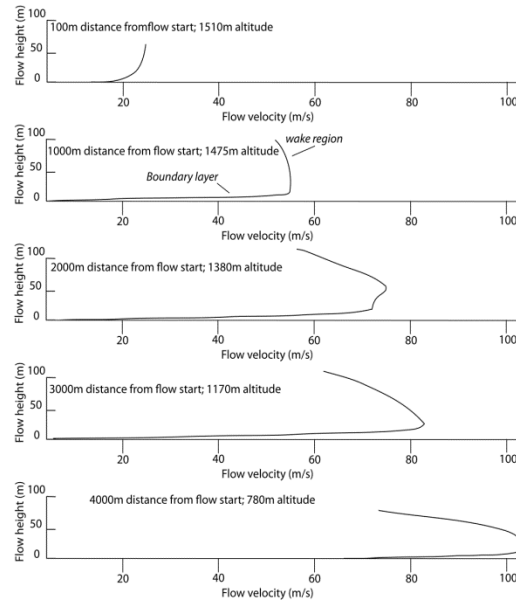 100m distance fromflow start; 1510m altitude
Flow height (m)
100
50
0
20 40 60 80 100
Flow velocity (m/s)
1000m distance from flow start; 1475m altitude
wake region
Boundary layer
Flow height (m)
100
50
0
20 40 60 80 100
Flow velocity (m/s)
2000m distance from flow start; 1380m altitude
Flow height (m)
100
50
0
20 40 60 80 100
Flow velocity (m/s)
3000m distance from flow start; 1170m altitude
Flow height (m)
100
50
0
20 40 60 80 100
Flow velocity (m/s)
4000m distance from flow start; 780m altitude
Flow height (m)
100
50
0
20 40 60 80 100
Flow velocity (m/s)